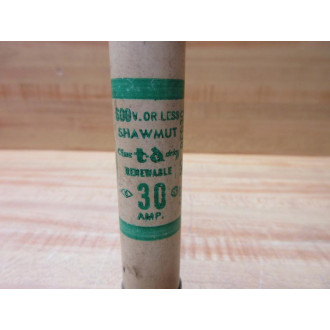 600V. OR LESS
SHAWMUT
t-a
RENEWABLE
30
AMP.